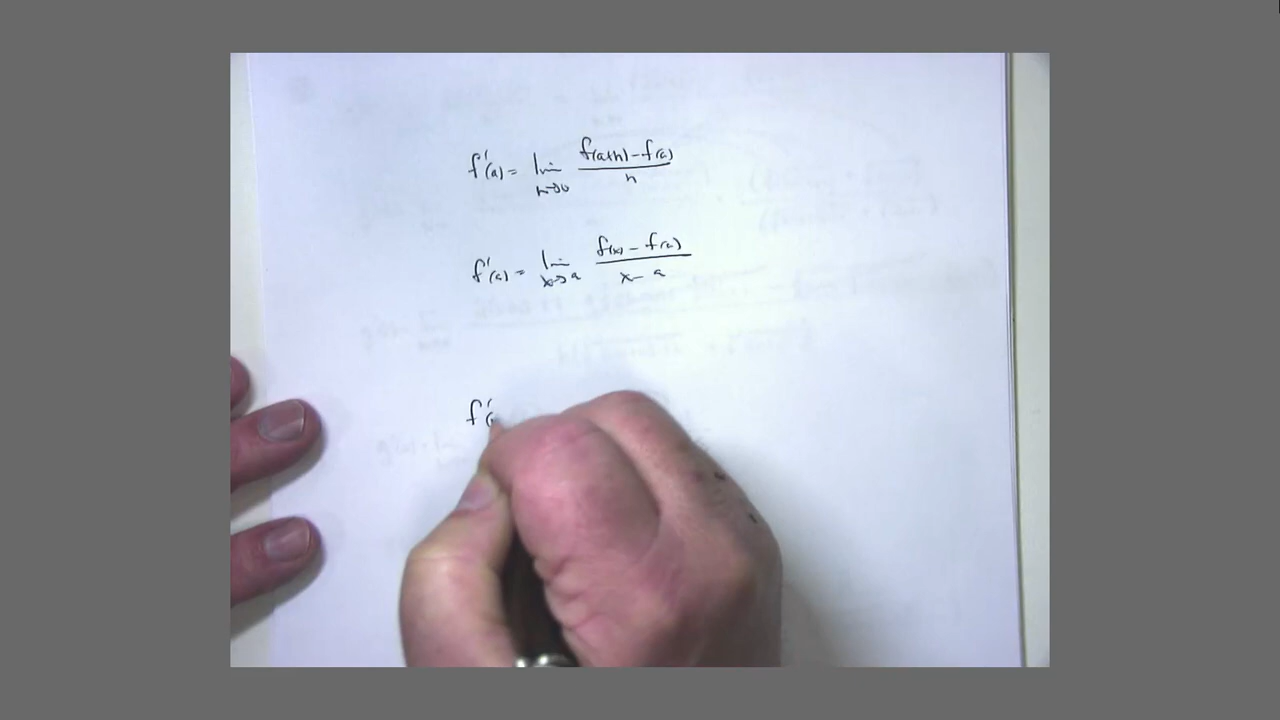 f'(a) = lim h→0 f(a+h) - f(a) / h
f'(a) = lim x→a f(x) - f(a) / x - a
f'(